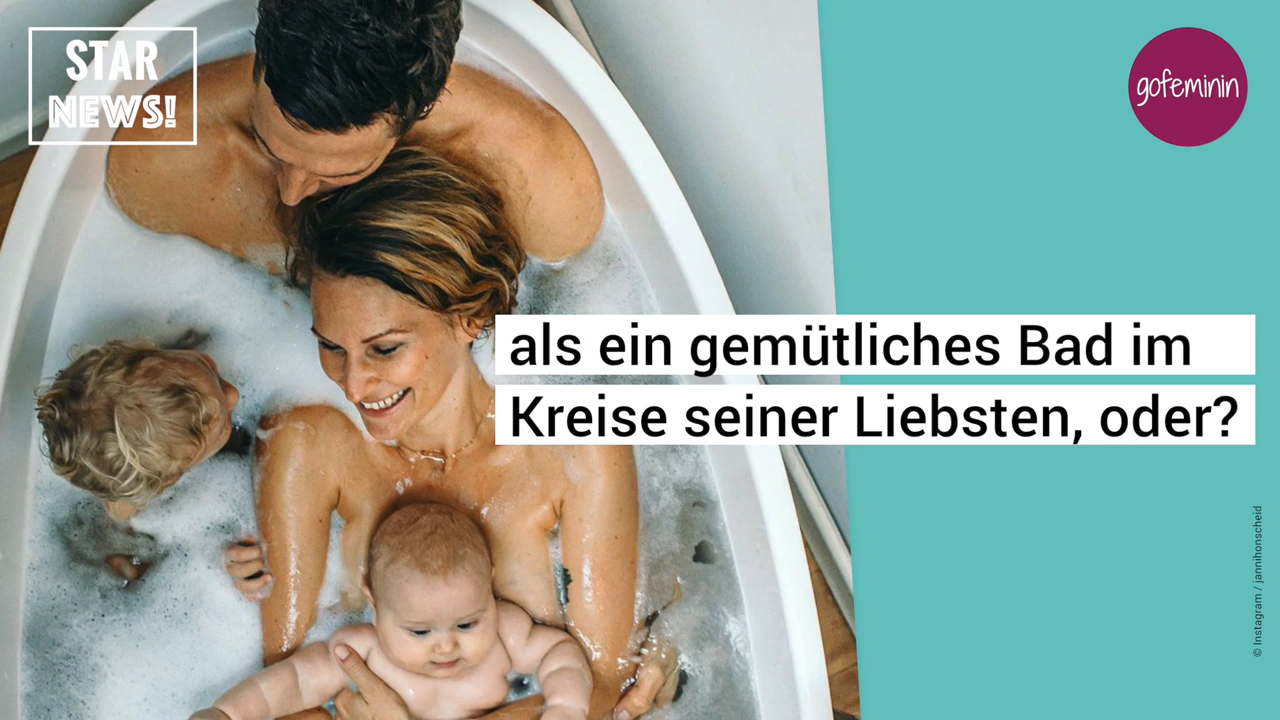 STAR
NEWS!
gofeminin
als ein gemütliches Bad im
Kreise seiner Liebsten, oder?
© Instagram / jannihonscheid